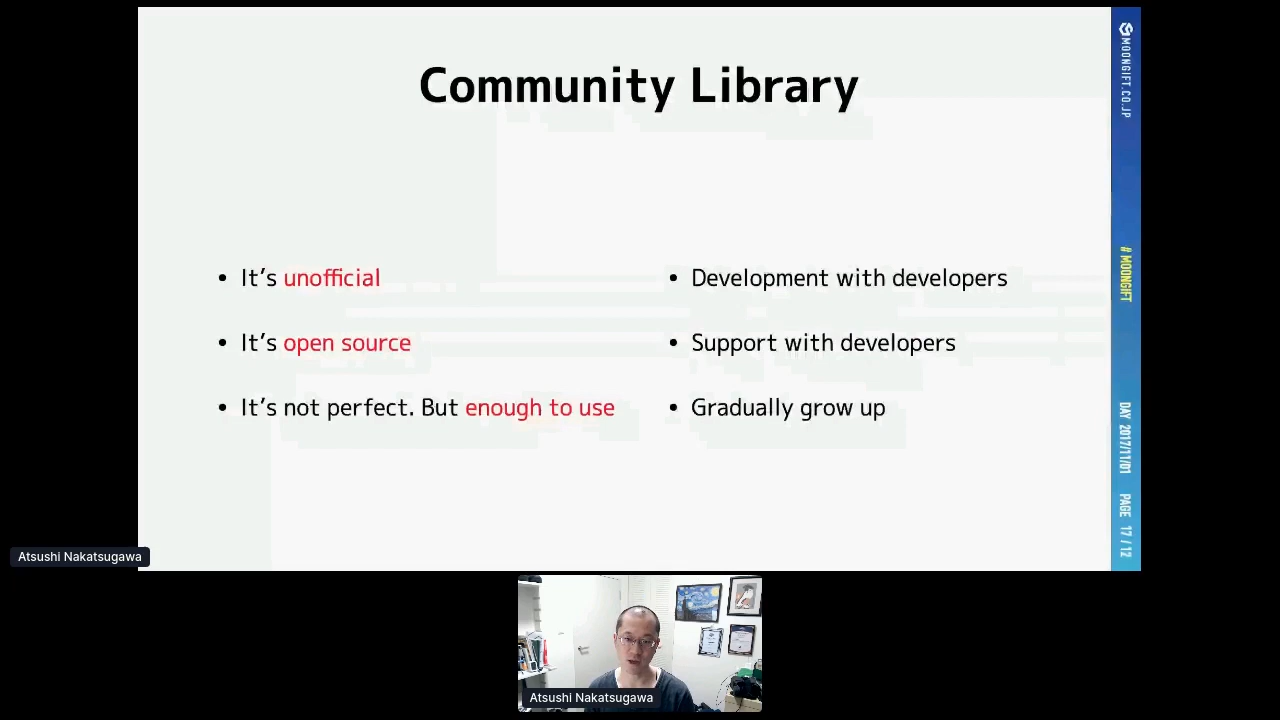 Community Library
• It's unofficial
• It's open source
• It's not perfect. But enough to use
• Development with developers
• Support with developers
• Gradually grow up
MOONGIFT.CO.JP
# MOONGIFT
DAY 2017/11/01
PAGE 17 / 12
Atsushi Nakatsugawa
Atsushi Nakatsugawa